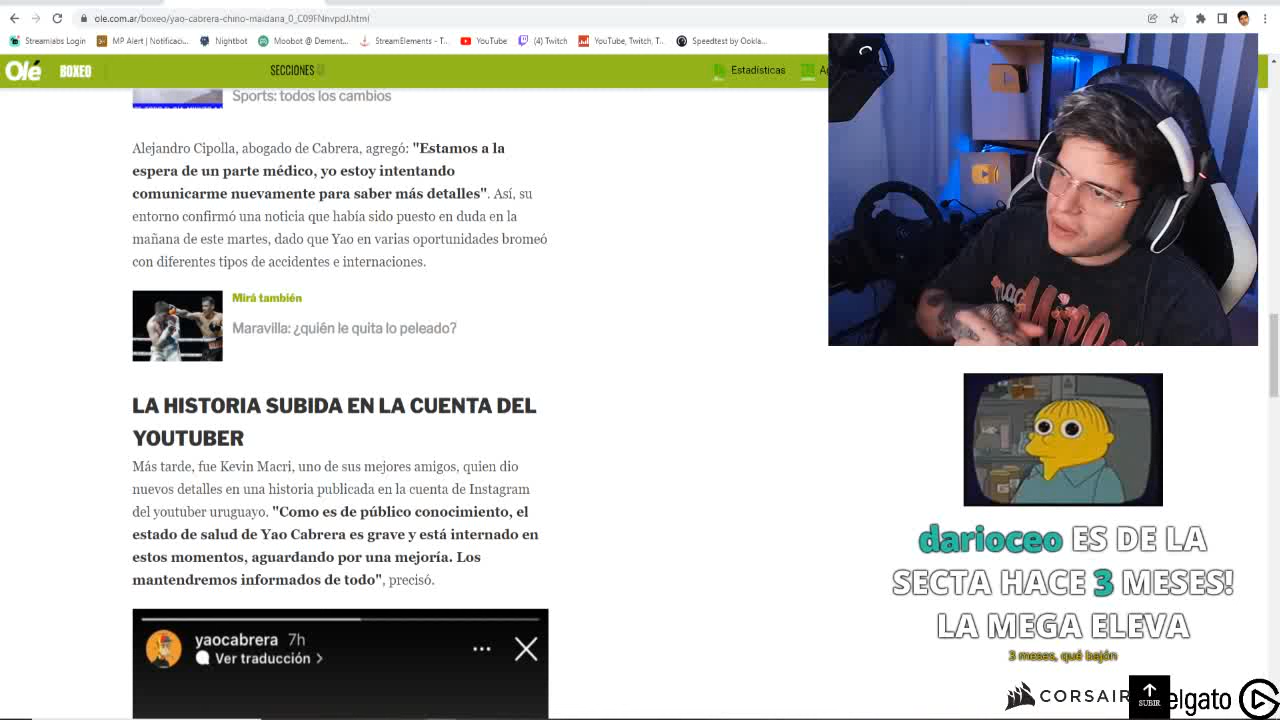 ole.com.ar/boxeo/yao-cabrera-chino-maidana_0_C09FNnvpdJ.html
Streamlabs Login
MP Alert | Notificaci...
Nightbot
Moobot @ Dement...
StreamElements - T...
YouTube
(4) Twitch
YouTube, Twitch, T...
Speedtest by Ookla...
Olé
BOXEO
SECCIONES
Estadísticas
Sports: todos los cambios
Alejandro Cipolla, abogado de Cabrera, agregó: "Estamos a la
espera de un parte médico, yo estoy intentando
comunicarme nuevamente para saber más detalles". Así, su
entorno confirmó una noticia que había sido puesto en duda en la
mañana de este martes, dado que Yao en varias oportunidades bromeó
con diferentes tipos de accidentes e internaciones.
Mirá también
Maravilla: ¿quién le quita lo peleado?
LA HISTORIA SUBIDA EN LA CUENTA DEL
YOUTUBER
Más tarde, fue Kevin Macri, uno de sus mejores amigos, quien dio
nuevos detalles en una historia publicada en la cuenta de Instagram
del youtuber uruguayo. "Como es de público conocimiento, el
estado de salud de Yao Cabrera es grave y está internado en
estos momentos, aguardando por una mejoría. Los
mantendremos informados de todo", precisó.
yaocabrera 7h
Ver traducción >
darioceo ES DE LA
SECTA HACE 3 MESES!
LA MEGA ELEVA
3 meses, qué bajón
CORSAIR
SUBIR
elgato